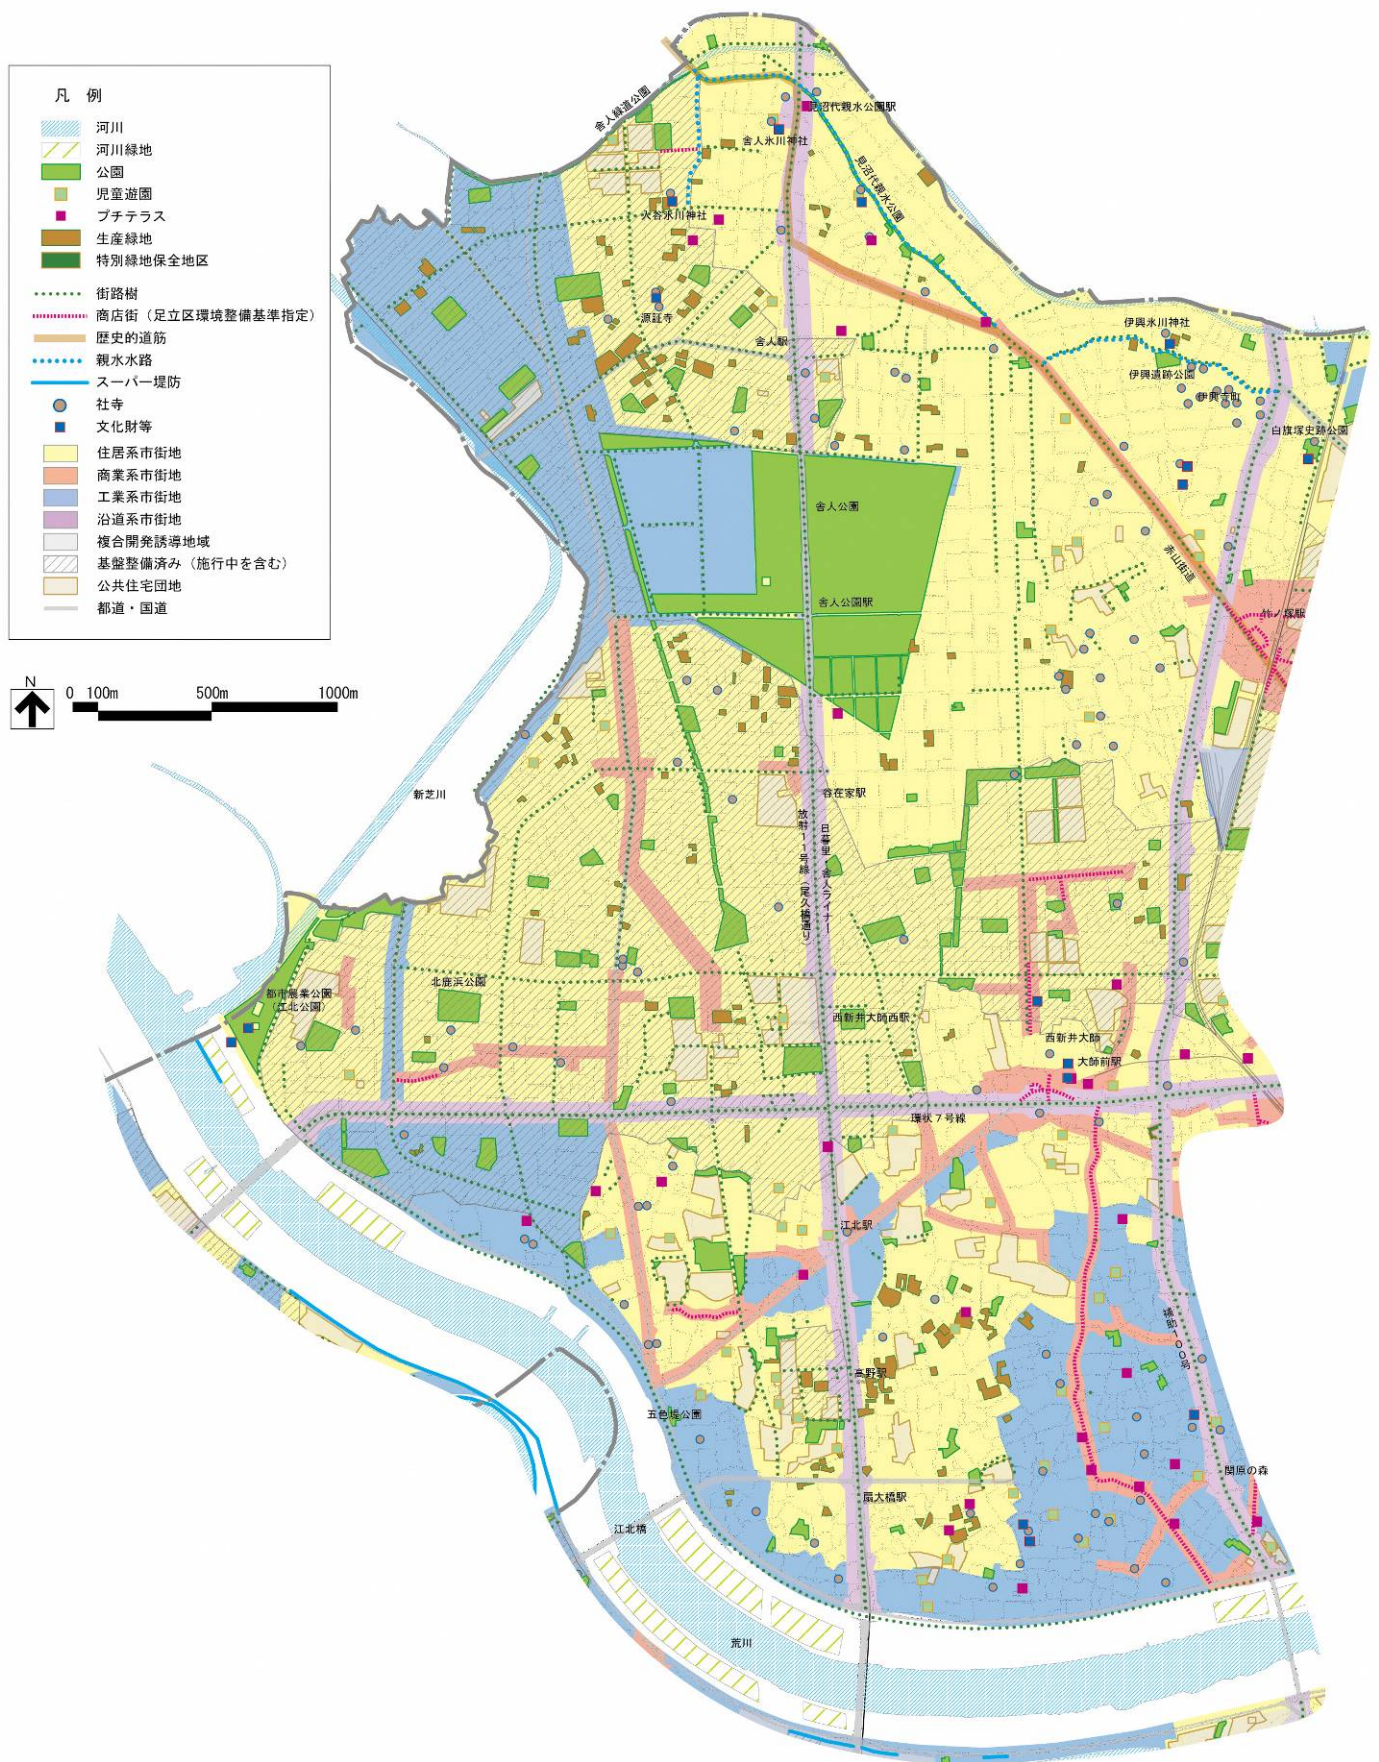 凡 例
河川
河川緑地
公園
児童遊園
プチテラス
生産緑地
特別緑地保全地区
街路樹
商店街（足立区環境整備基準指定）
歴史的道筋
親水水路
スーパー堤防
社寺
文化財等
住居系市街地
商業系市街地
工業系市街地
沿道系市街地
複合開発誘導地域
基盤整備済み（施行中を含む）
公共住宅団地
都道・国道
N
0 100m 500m 1000m
舎人緑道公園
見沼代親水公園駅
舎人氷川神社
見沼代親水公園
入谷氷川神社
源証寺
舎人駅
伊興氷川神社
伊興遺跡公園
伊興寺町
白旗塚史跡公園
舎人公園
赤山街道
舎人公園駅
竹ノ塚駅
新芝川
谷在家駅
放射11号線（尾久橋通り）
日暮里・舎人ライナー
都市農業公園
（江北公園）
北鹿浜公園
西新井大師西駅
西新井大師
大師前駅
環状７号線
江北駅
補助100号
高野駅
五色堤公園
関原の森
扇大橋駅
江北橋
荒川